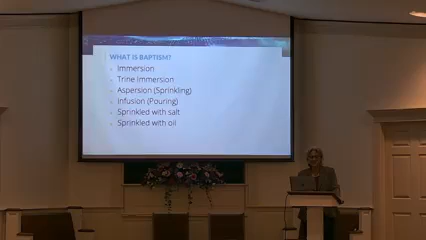 WHAT IS BAPTISM?
Immersion
Trine Immersion
Aspersion (Sprinkling)
Infusion (Pouring)
Sprinkled with salt
Sprinkled with oil